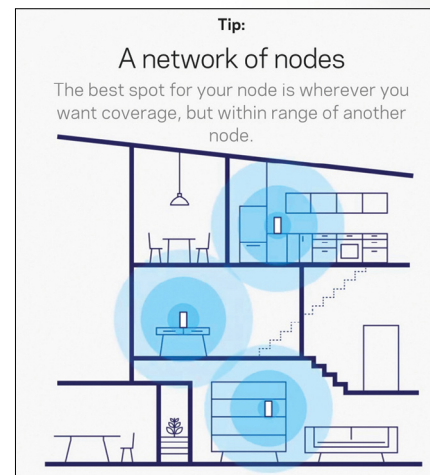 Tip:
A network of nodes
The best spot for your node is wherever you
want coverage, but within range of another
node.